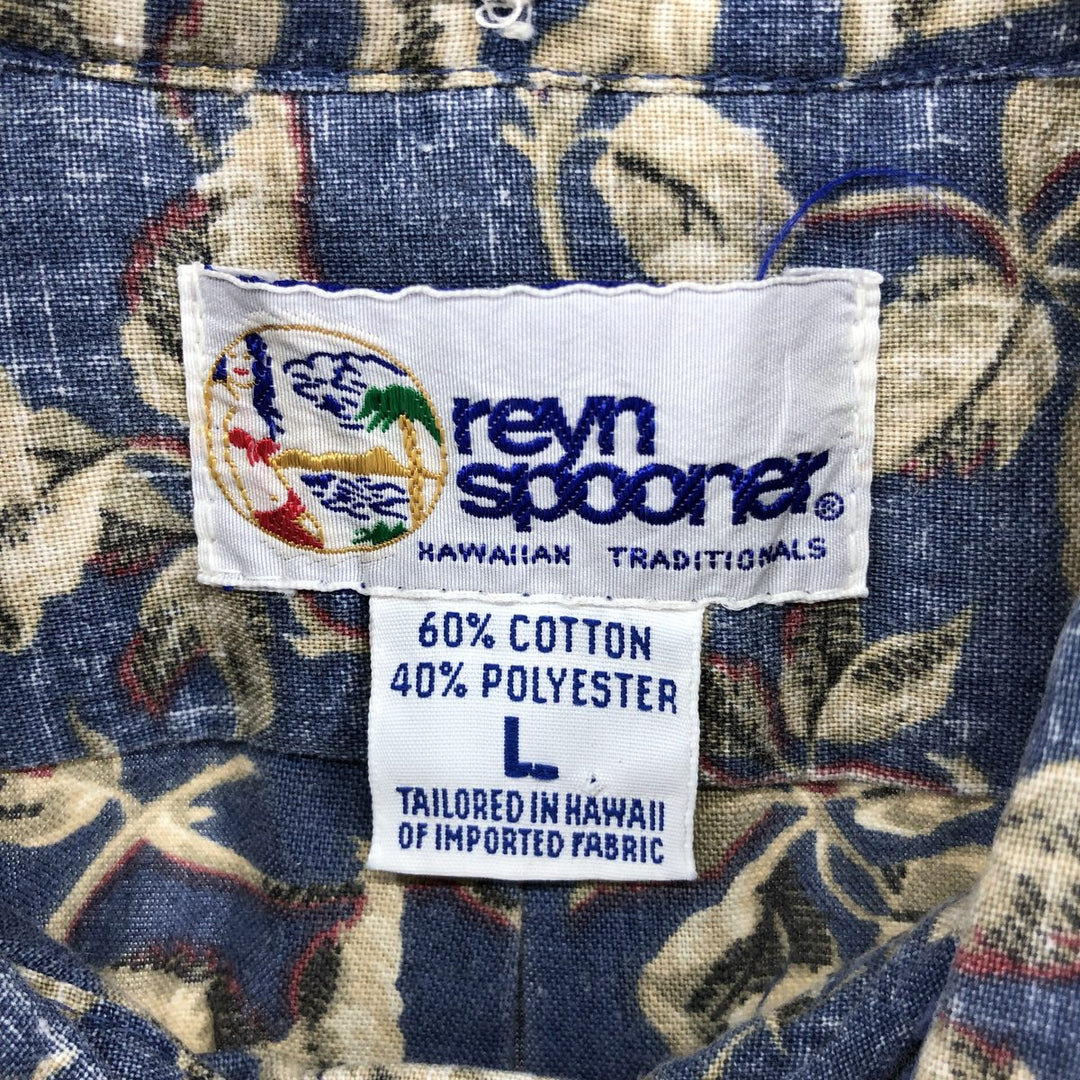 reyn
spooner®
HAWAIIAN TRADITIONALS
60% COTTON
40% POLYESTER
L
TAILORED IN HAWAII
OF IMPORTED FABRIC